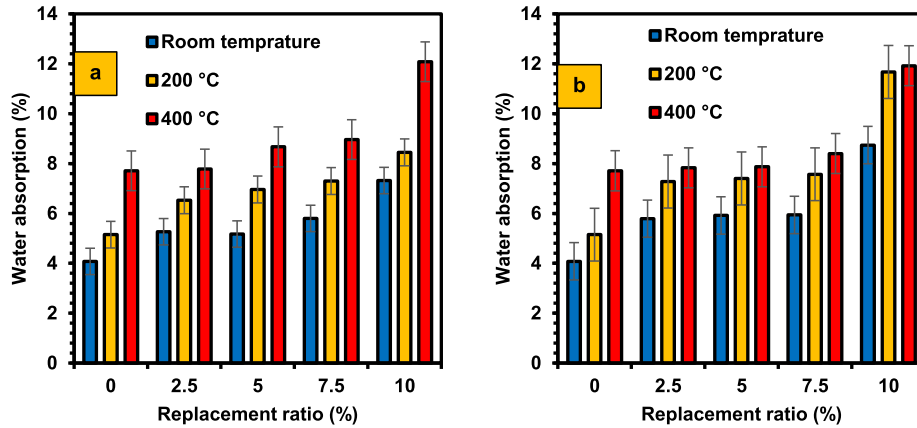 14
12
10
8
6
4
2
0
Water absorption (%)
a
Room temprature
200 °C
400 °C
0 2.5 5 7.5 10
Replacement ratio (%)
14
12
10
8
6
4
2
0
Water absorption (%)
b
Room temprature
200 °C
400 °C
0 2.5 5 7.5 10
Replacement ratio (%)